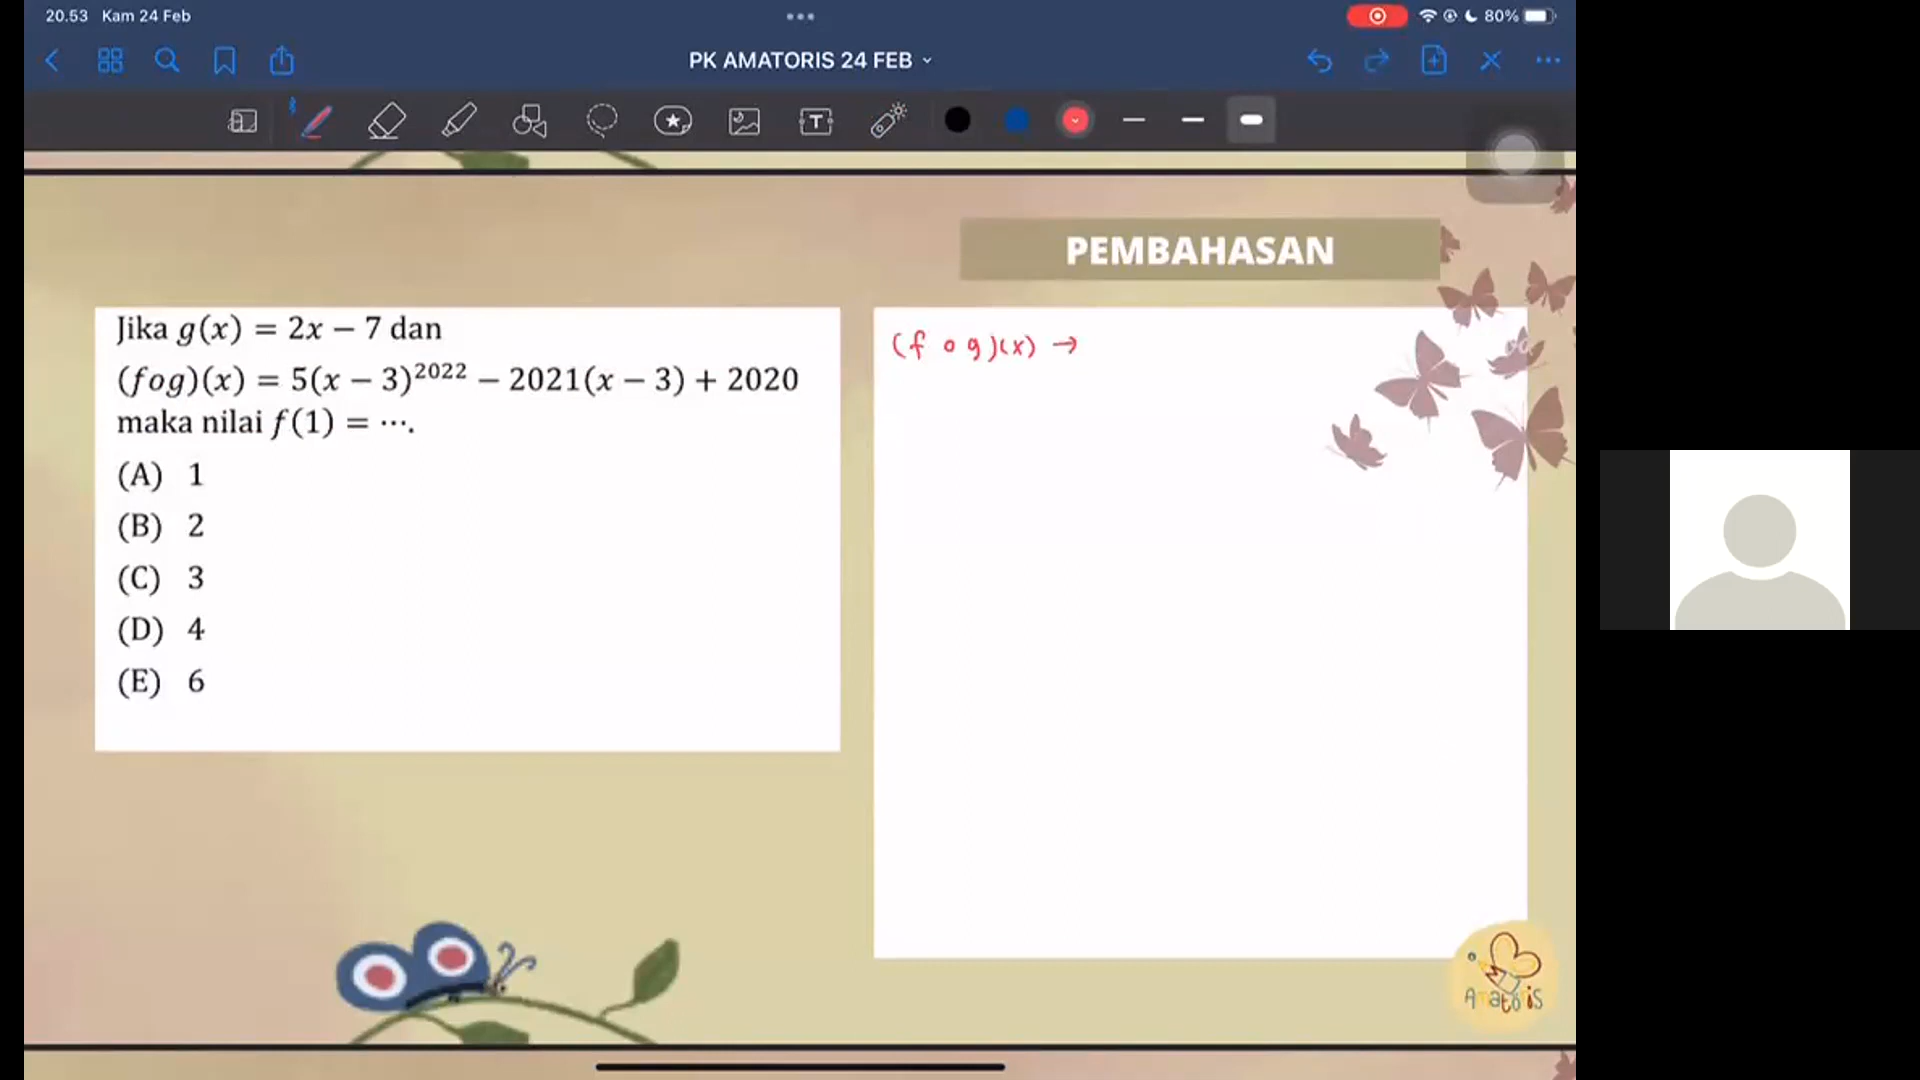 20.53 Kam 24 Feb
80%
PK AMATORIS 24 FEB
T
PEMBAHASAN
Jika g(x) = 2x − 7 dan
(fog)(x) = 5(x − 3)²⁰²² − 2021(x − 3) + 2020
maka nilai f(1) = ⋯.
(A) 1
(B) 2
(C) 3
(D) 4
(E) 6
(f o g)(x) →
Amatoris